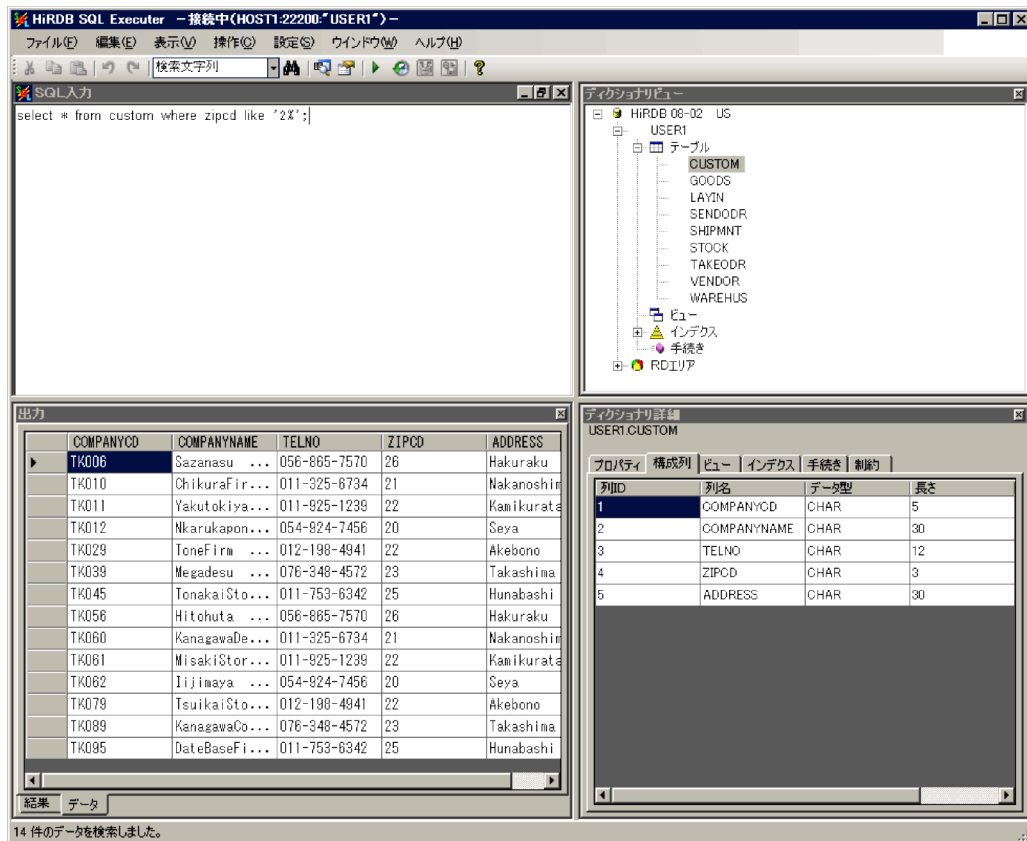 HiRDB SQL Executer －接続中(HOST1:22200:"USER1")－
ファイル(F) 編集(E) 表示(V) 操作(C) 設定(S) ウインドウ(W) ヘルプ(H)
検索文字列
SQL入力
select * from custom where zipcd like '2%';
ディクショナリビュー
HiRDB 08-02 US
USER1
テーブル
CUSTOM
GOODS
LAYIN
SENDODR
SHIPMNT
STOCK
TAKEODR
VENDOR
WAREHUS
ビュー
インデクス
手続き
RDエリア
出力
COMPANYCD COMPANYNAME TELNO ZIPCD ADDRESS
TK006 Sazanasu ... 056-865-7570 26 Hakuraku
TK010 ChikuraFir... 011-325-6734 21 Nakanoshim
TK011 Yakutokiya... 011-925-1239 22 Kamikurata
TK012 Nkarukapon... 054-924-7456 20 Seya
TK029 ToneFirm ... 012-198-4941 22 Akebono
TK039 Megadesu ... 076-348-4572 23 Takashima
TK045 TonakaiSto... 011-753-6342 25 Hunabashi
TK056 Hitohuta ... 056-865-7570 26 Hakuraku
TK060 KanagawaDe... 011-325-6734 21 Nakanoshim
TK061 MisakiStor... 011-925-1239 22 Kamikurata
TK062 Iijimaya ... 054-924-7456 20 Seya
TK079 TsuikaiSto... 012-198-4941 22 Akebono
TK089 KanagawaCo... 076-348-4572 23 Takashima
TK095 DateBaseFi... 011-753-6342 25 Hunabashi
結果 データ
ディクショナリ詳細
USER1.CUSTOM
プロパティ 構成列 ビュー インデクス 手続き 制約
列ID 列名 データ型 長さ
1 COMPANYCD CHAR 5
2 COMPANYNAME CHAR 30
3 TELNO CHAR 12
4 ZIPCD CHAR 3
5 ADDRESS CHAR 30
14 件のデータを検索しました。